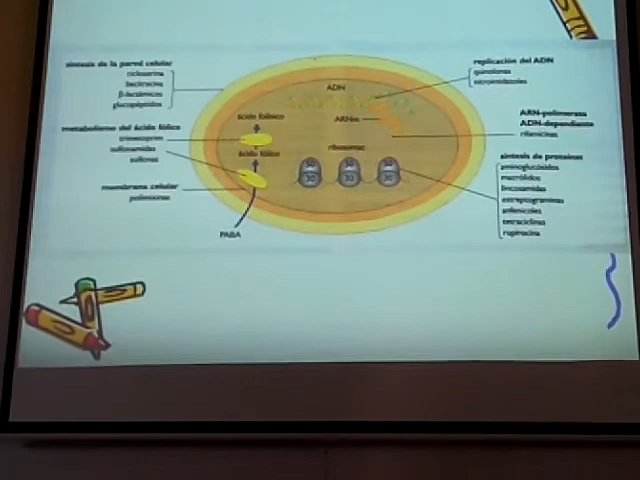 síntesis de la pared celular
cicloserina
bacitracina
β-lactámicos
glucopéptidos
metabolismo del ácido fólico
trimetoprim
sulfonamidas
sulfonas
membrana celular
polimixinas
PABA
ácido folínico
ácido fólico
ADN
ARNm
ribosomas
50
30
50
30
50
30
replicación del ADN
quinolonas
nitroimidazoles
ARN-polimerasa
ADN-dependiente
rifamicinas
síntesis de proteínas
aminoglucósidos
macrólidos
lincosamidas
estreptograminas
anfenicoles
tetraciclinas
mupirocina